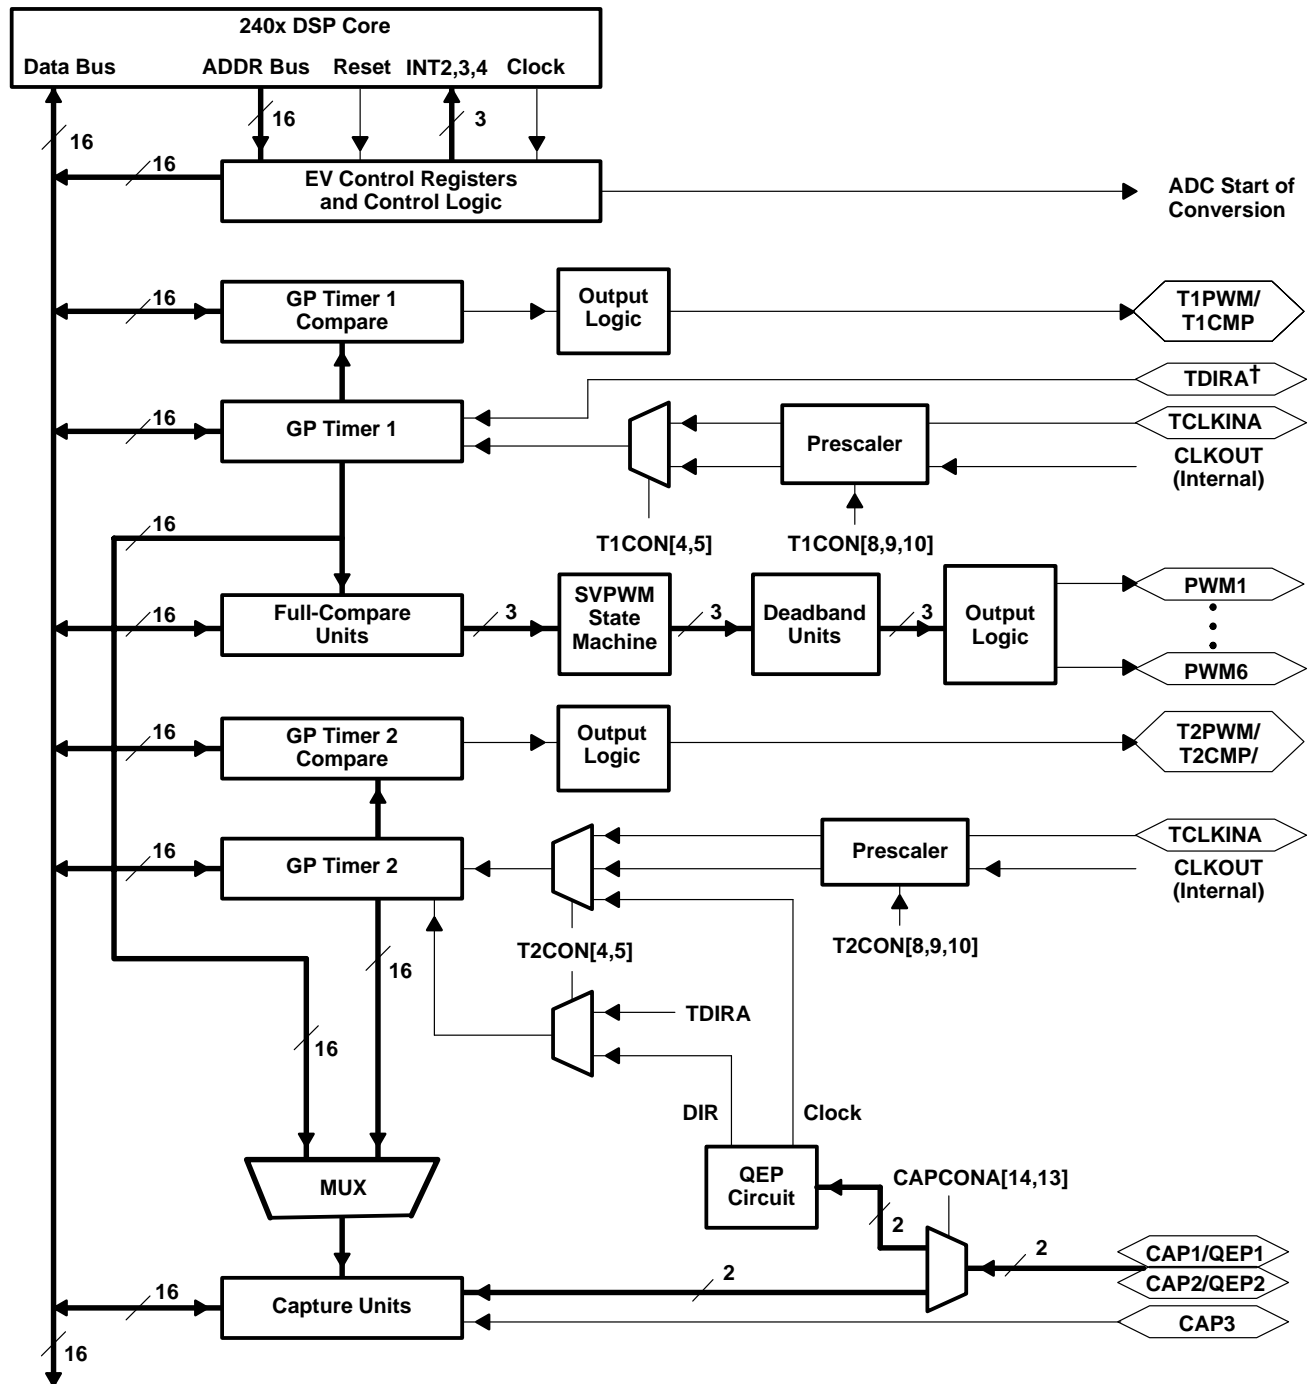 240x DSP Core
Data Bus
ADDR Bus
Reset
INT2,3,4
Clock
16
16
3
16
EV Control Registers
and Control Logic
ADC Start of
Conversion
16
GP Timer 1
Compare
Output
Logic
T1PWM/
T1CMP
TDIRA†
16
GP Timer 1
Prescaler
TCLKINA
CLKOUT
(Internal)
16
T1CON[4,5]
T1CON[8,9,10]
16
Full-Compare
Units
3
SVPWM
State
Machine
3
Deadband
Units
3
Output
Logic
PWM1
PWM6
16
GP Timer 2
Compare
Output
Logic
T2PWM/
T2CMP/
16
GP Timer 2
Prescaler
TCLKINA
CLKOUT
(Internal)
T2CON[4,5]
T2CON[8,9,10]
16
TDIRA
16
DIR
Clock
MUX
QEP
Circuit
CAPCONA[14,13]
2
2
CAP1/QEP1
2
CAP2/QEP2
16
Capture Units
CAP3
16